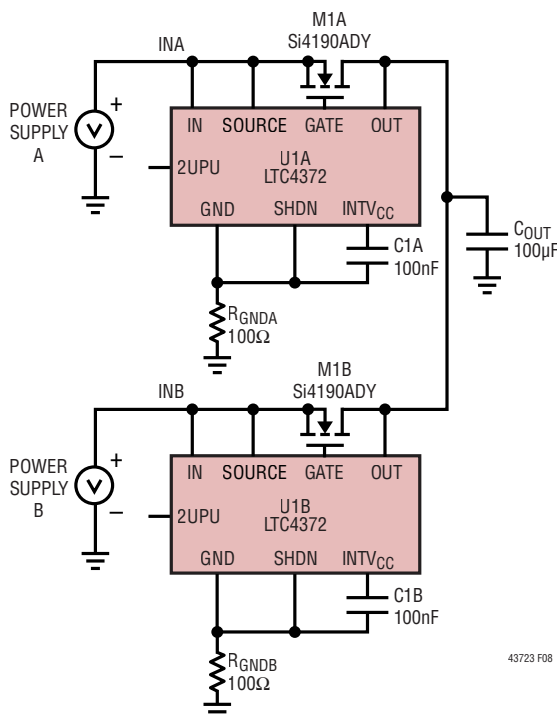 M1A
Si4190ADY
INA
POWER
SUPPLY
A
+
V
–
IN SOURCE GATE OUT
2UPU
U1A
LTC4372
GND SHDN INTVCC
C1A
100nF
COUT
100µF
RGNDA
100Ω
M1B
Si4190ADY
INB
POWER
SUPPLY
B
+
V
–
IN SOURCE GATE OUT
2UPU
U1B
LTC4372
GND SHDN INTVCC
C1B
100nF
RGNDB
100Ω
43723 F08